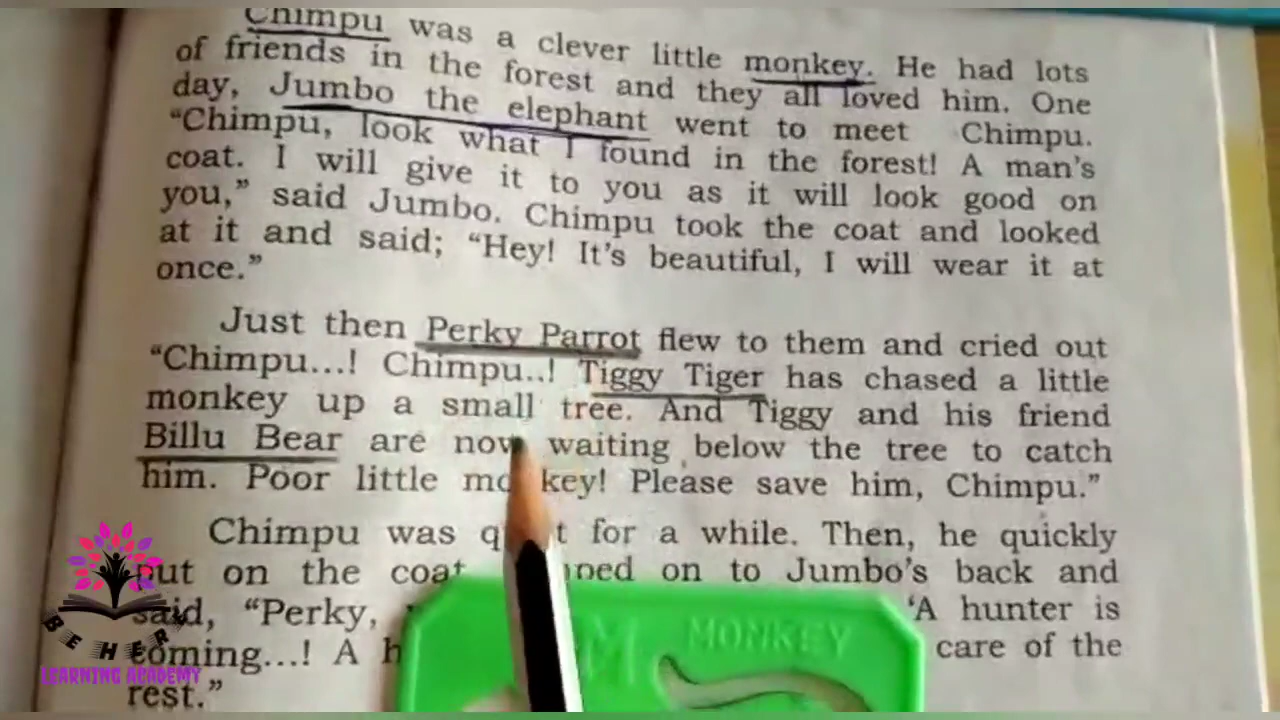 Chimpu was a clever little monkey. He had lots
of friends in the forest and they all loved him. One
day, Jumbo the elephant went to meet Chimpu.
“Chimpu, look what I found in the forest! A man’s
coat. I will give it to you as it will look good on
you,” said Jumbo. Chimpu took the coat and looked
at it and said; “Hey! It’s beautiful, I will wear it at
once.”
Just then Perky Parrot flew to them and cried out
“Chimpu...! Chimpu..! Tiggy Tiger has chased a little
monkey up a small tree. And Tiggy and his friend
Billu Bear are now waiting below the tree to catch
him. Poor little monkey! Please save him, Chimpu.”
Chimpu was for a while. Then, he quickly
put on the coat on to Jumbo’s back and
said, “Perky, ‘A hunter is
coming...! A care of the
rest.”
M MONKEY
BEHERA
LEARNING ACADEMY